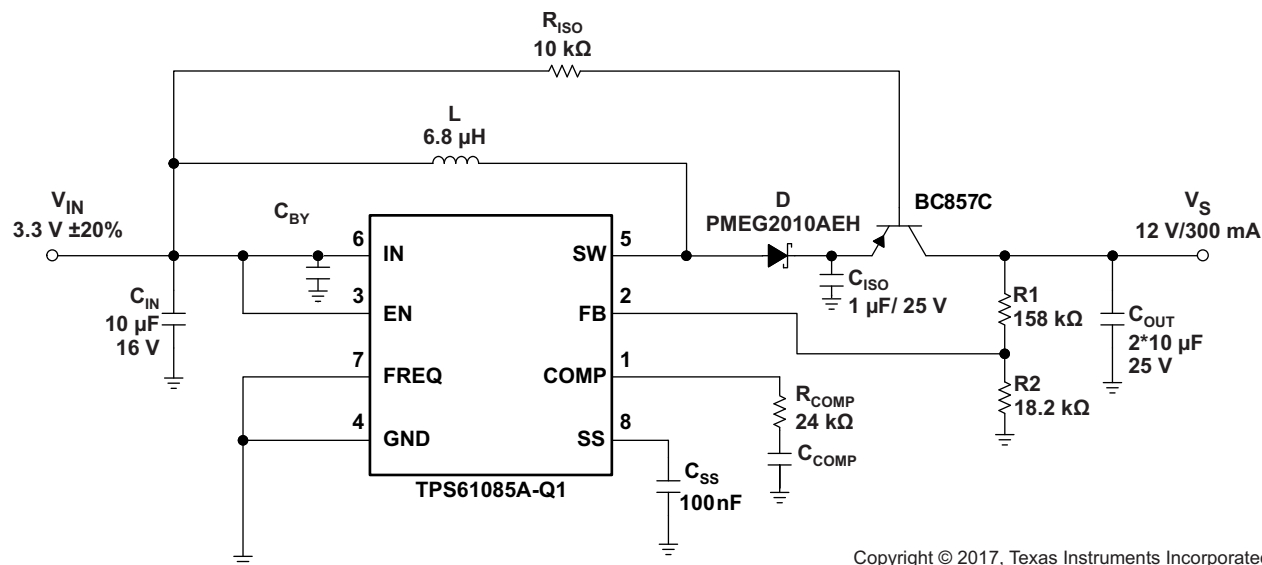 RISO
10 kΩ
L
6.8 µH
VIN
3.3 V ±20%
CBY
D
PMEG2010AEH
BC857C
VS
12 V/300 mA
6
IN
SW
5
CISO
1 µF/ 25 V
CIN
10 µF
16 V
3
EN
FB
2
R1
158 kΩ
COUT
2*10 µF
25 V
7
FREQ
COMP
1
RCOMP
24 kΩ
R2
18.2 kΩ
4
GND
SS
8
CCOMP
CSS
100nF
TPS61085A-Q1
Copyright © 2017, Texas Instruments Incorporated